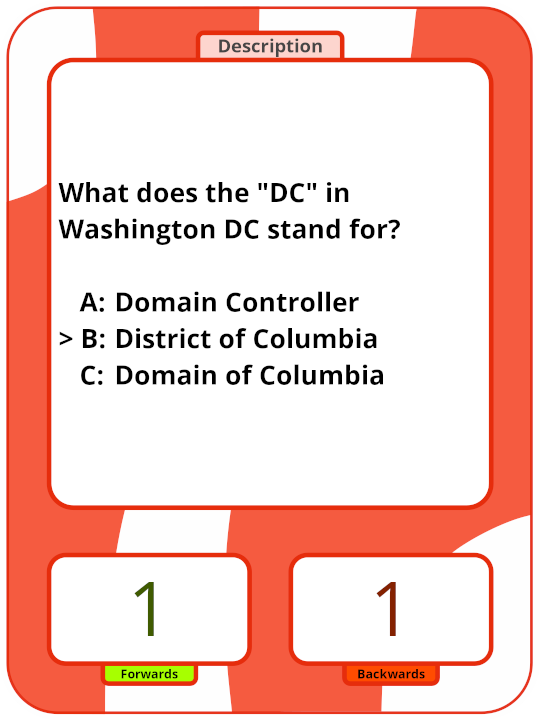 Description
What does the "DC" in
Washington DC stand for?
A: Domain Controller
> B: District of Columbia
C: Domain of Columbia
1
1
Forwards
Backwards